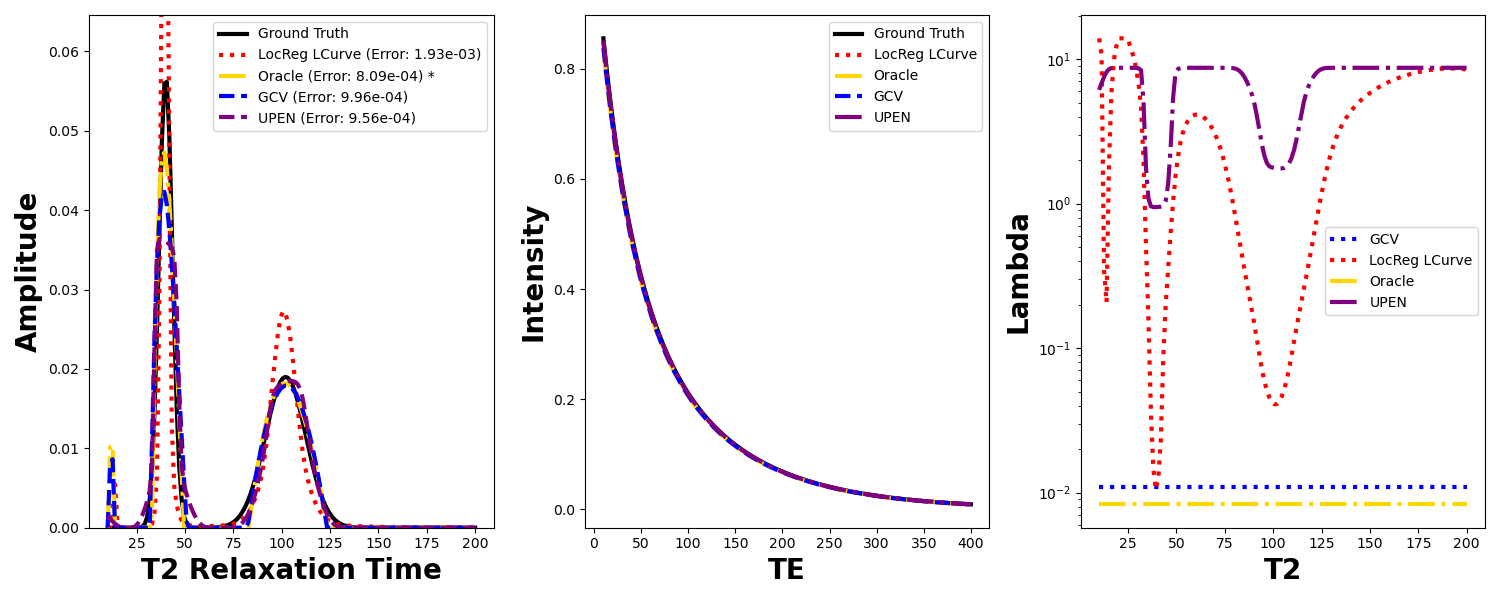 Amplitude
0.06
0.05
0.04
0.03
0.02
0.01
0.00
Ground Truth
LocReg LCurve (Error: 1.93e-03)
Oracle (Error: 8.09e-04) *
GCV (Error: 9.96e-04)
UPEN (Error: 9.56e-04)
25 50 75 100 125 150 175 200
T2 Relaxation Time
Intensity
0.8
0.6
0.4
0.2
0.0
Ground Truth
LocReg LCurve
Oracle
GCV
UPEN
0 50 100 150 200 250 300 350 400
TE
Lambda
10¹
10⁰
10⁻¹
10⁻²
GCV
LocReg LCurve
Oracle
UPEN
25 50 75 100 125 150 175 200
T2